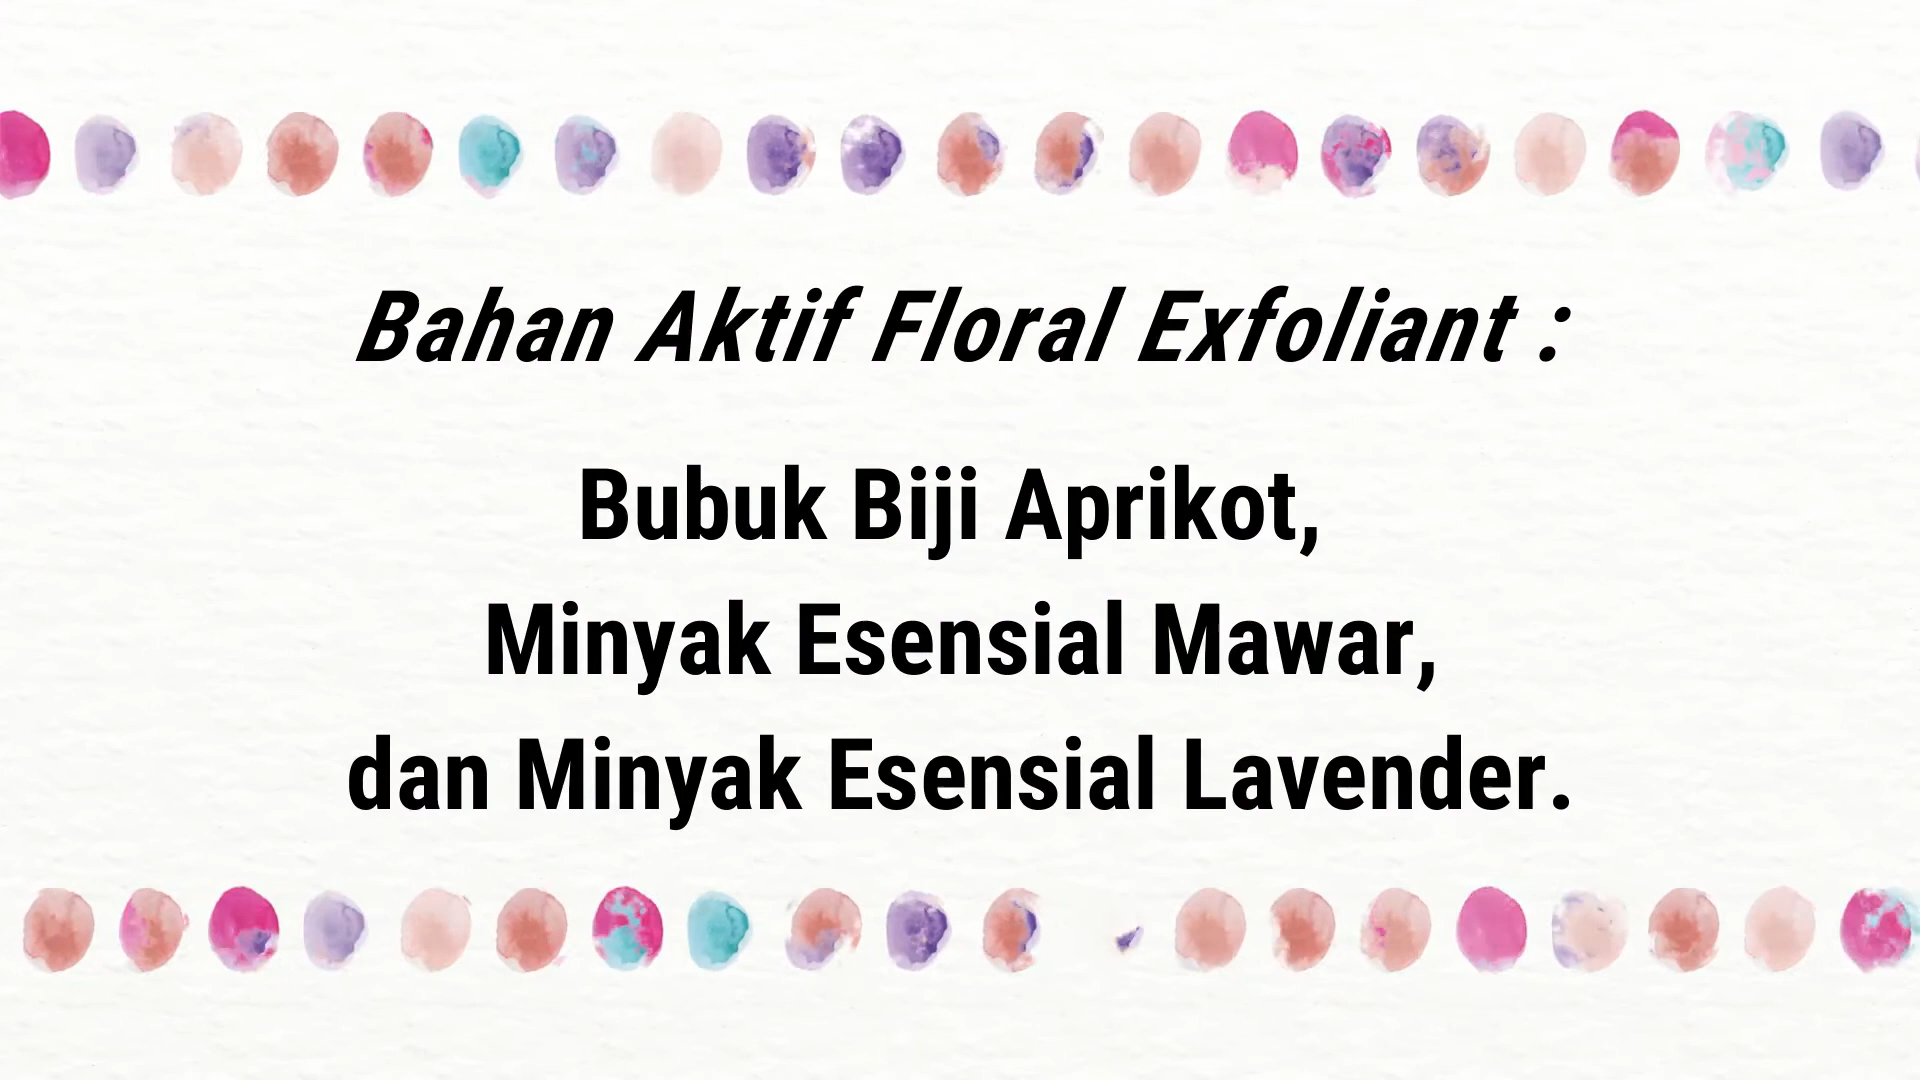 Bahan Aktif Floral Exfoliant :
Bubuk Biji Aprikot,
Minyak Esensial Mawar,
dan Minyak Esensial Lavender.